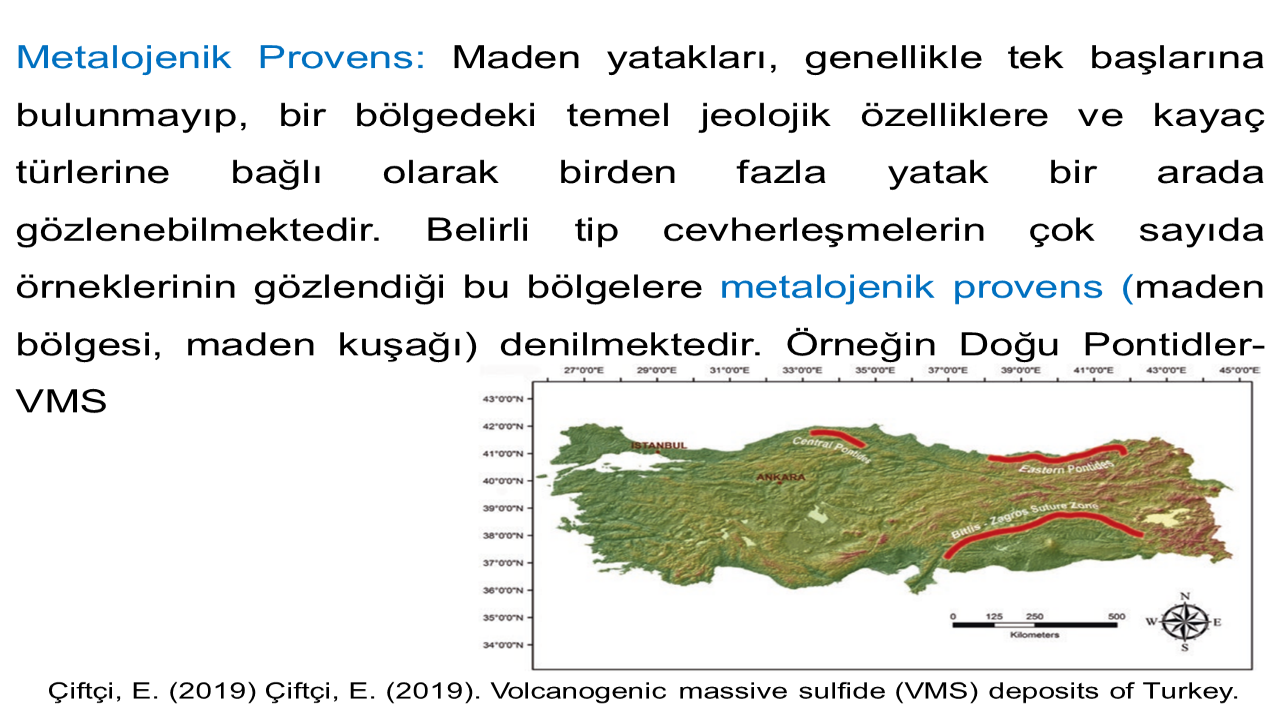 Metalojenik Provens: Maden yatakları, genellikle tek başlarına
bulunmayıp, bir bölgedeki temel jeolojik özelliklere ve kayaç
türlerine bağlı olarak birden fazla yatak bir arada
gözlenebilmektedir. Belirli tip cevherleşmelerin çok sayıda
örneklerinin gözlendiği bu bölgelere metalojenik provens (maden
bölgesi, maden kuşağı) denilmektedir. Örneğin Doğu Pontidler-
VMS
27°0'0"E 29°0'0"E 31°0'0"E 33°0'0"E 35°0'0"E 37°0'0"E 39°0'0"E 41°0'0"E 43°0'0"E 45°0'0"E
43°0'0"N
42°0'0"N
41°0'0"N
40°0'0"N
39°0'0"N
38°0'0"N
37°0'0"N
36°0'0"N
35°0'0"N
34°0'0"N
ISTANBUL
ANKARA
Central Pontides
Eastern Pontides
Bitlis - Zagros Suture Zone
0 125 250 500
Kilometers
N
W E
S
Çiftçi, E. (2019) Çiftçi, E. (2019). Volcanogenic massive sulfide (VMS) deposits of Turkey.